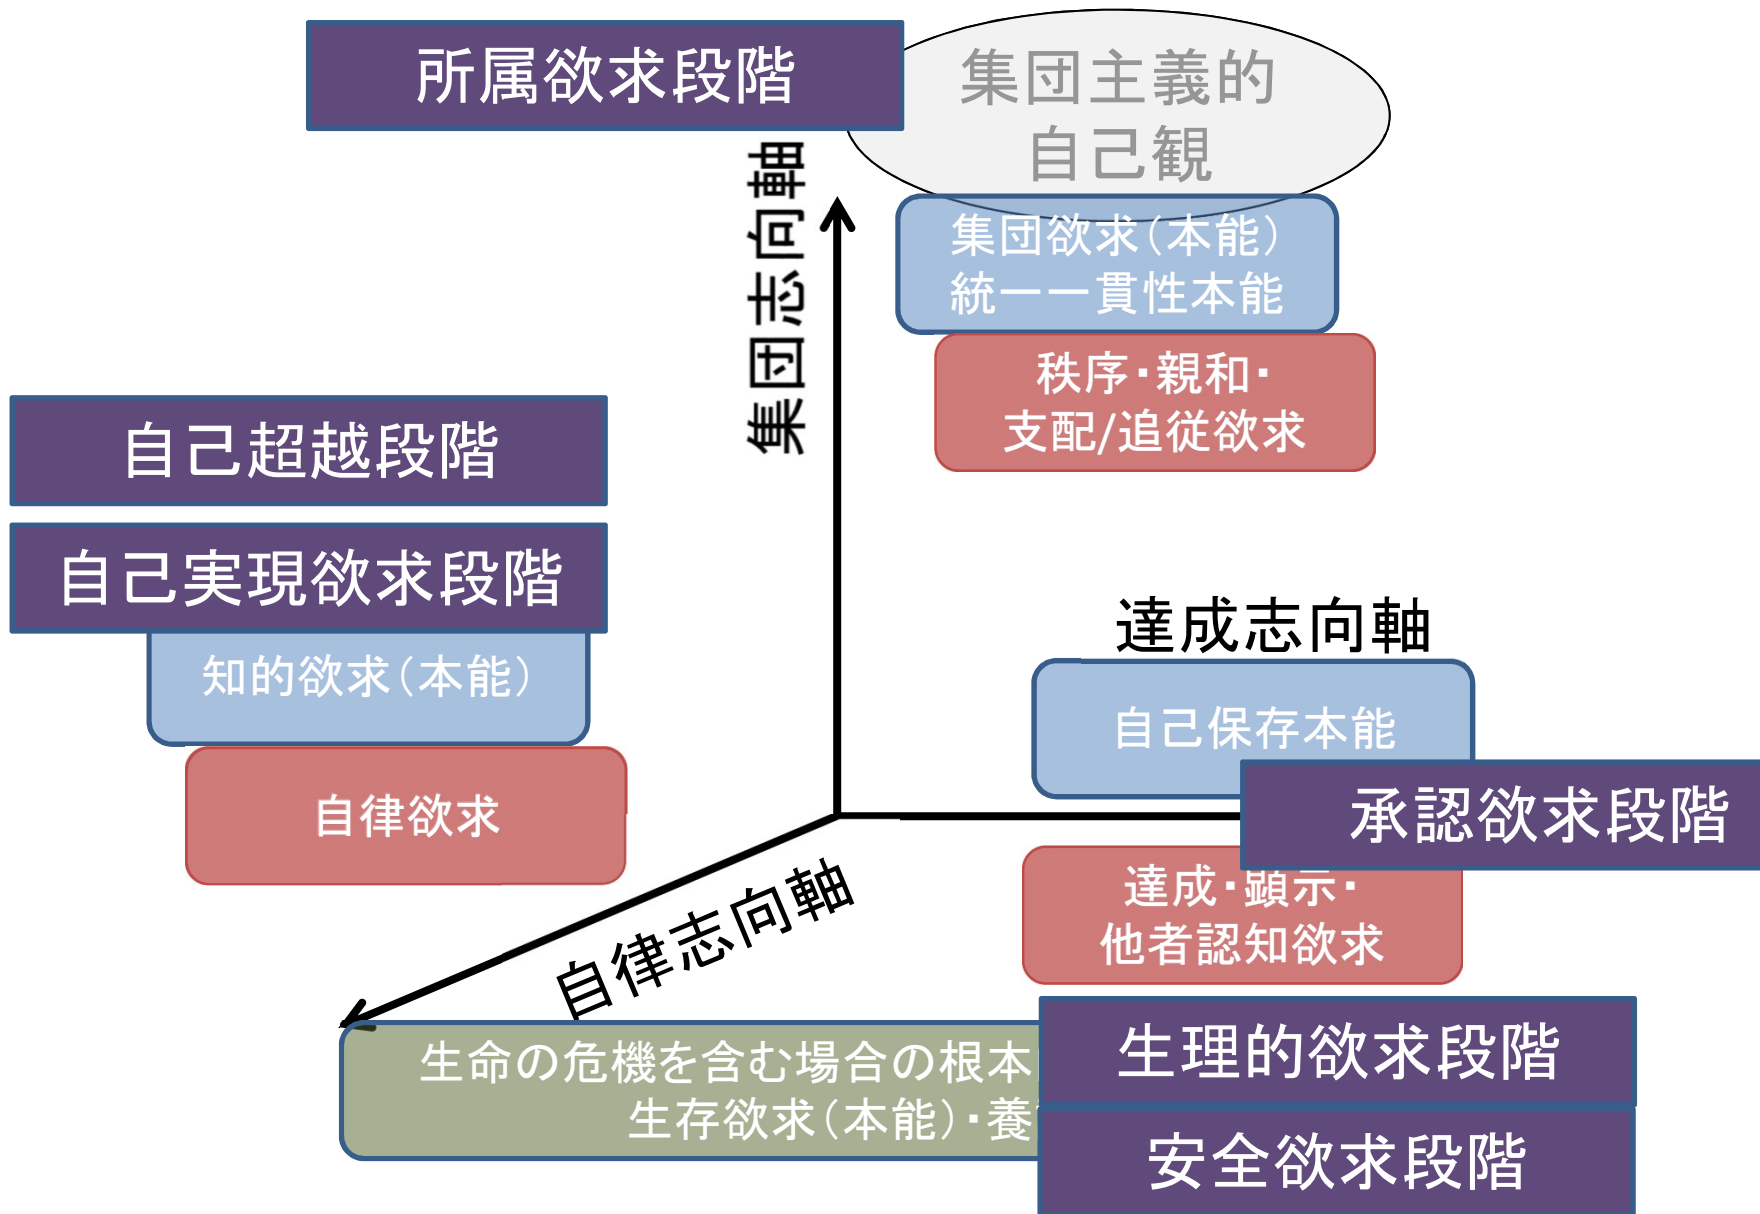 所属欲求段階
集団主義的
自己観
集団志向軸
集団欲求(本能)
統一一貫性本能
秩序・親和・
支配/追従欲求
自己超越段階
自己実現欲求段階
知的欲求(本能)
自律欲求
達成志向軸
自己保存本能
承認欲求段階
達成・顕示・
他者認知欲求
自律志向軸
生命の危機を含む場合の根本
生存欲求(本能)・養
生理的欲求段階
安全欲求段階